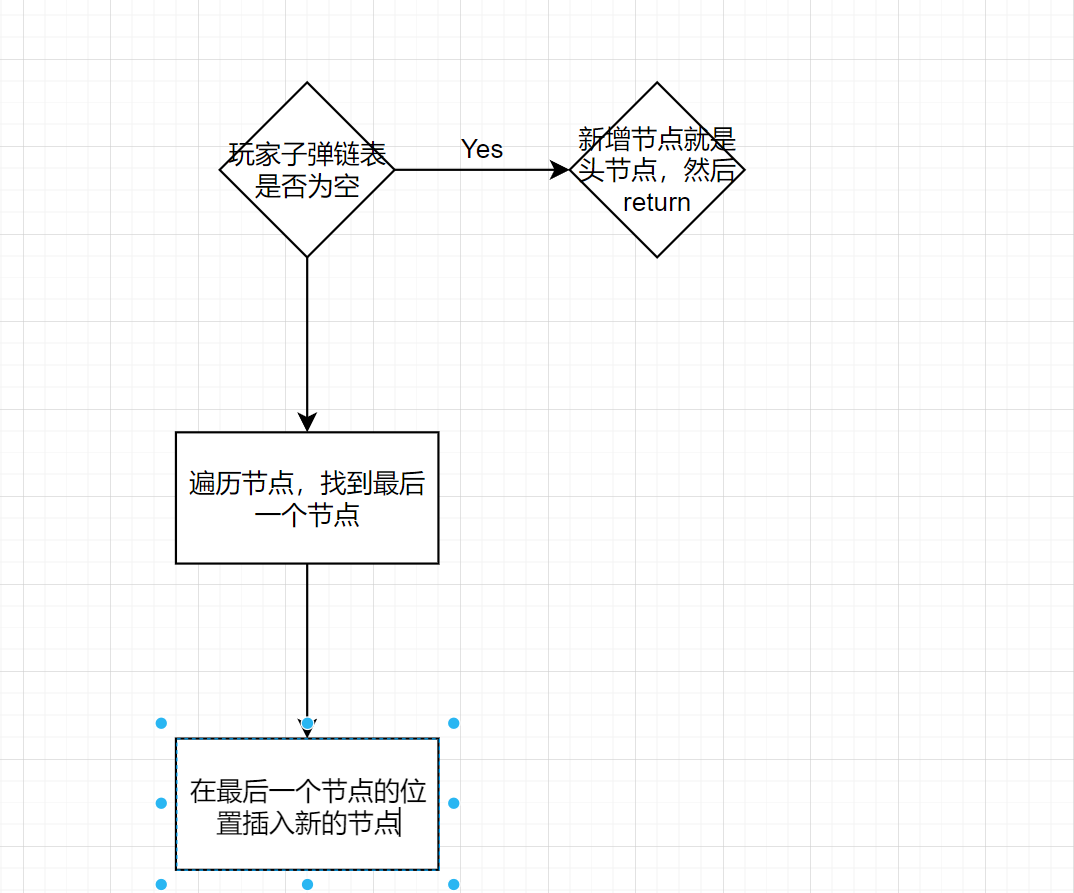 玩家子弹链表
是否为空
Yes
新增节点就是
头节点，然后
return
遍历节点，找到最后
一个节点
在最后一个节点的位
置插入新的节点